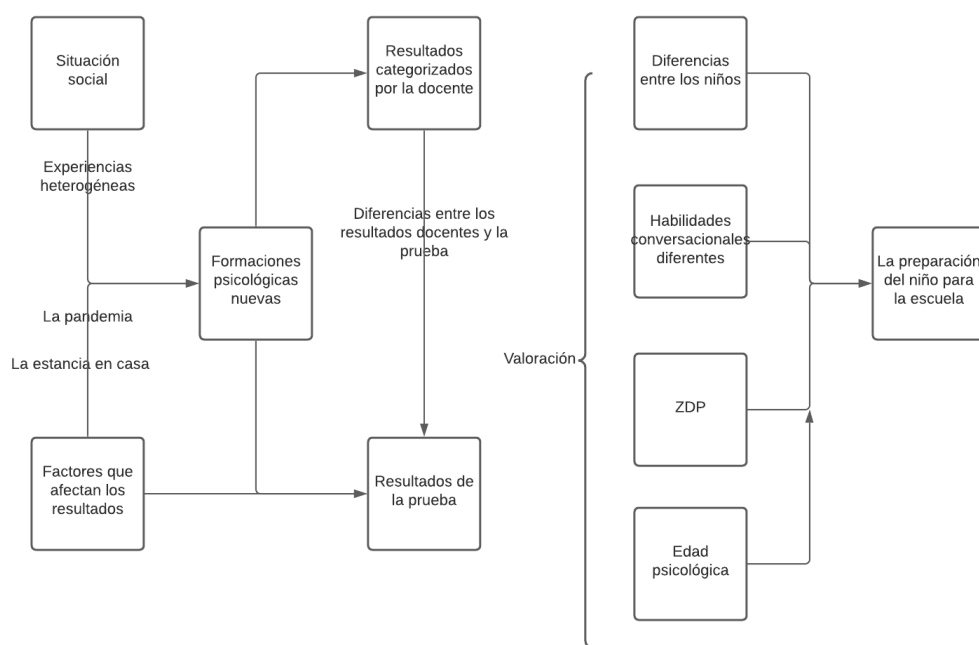 Situación
social
Experiencias
heterogéneas
La pandemia
La estancia en casa
Factores que
afectan los
resultados
Formaciones
psicológicas
nuevas
Resultados
categorizados
por la docente
Diferencias entre los
resultados docentes y la
prueba
Resultados de
la prueba
Valoración
Diferencias
entre los niños
Habilidades
conversacionales
diferentes
ZDP
Edad
psicológica
La preparación
del niño para
la escuela